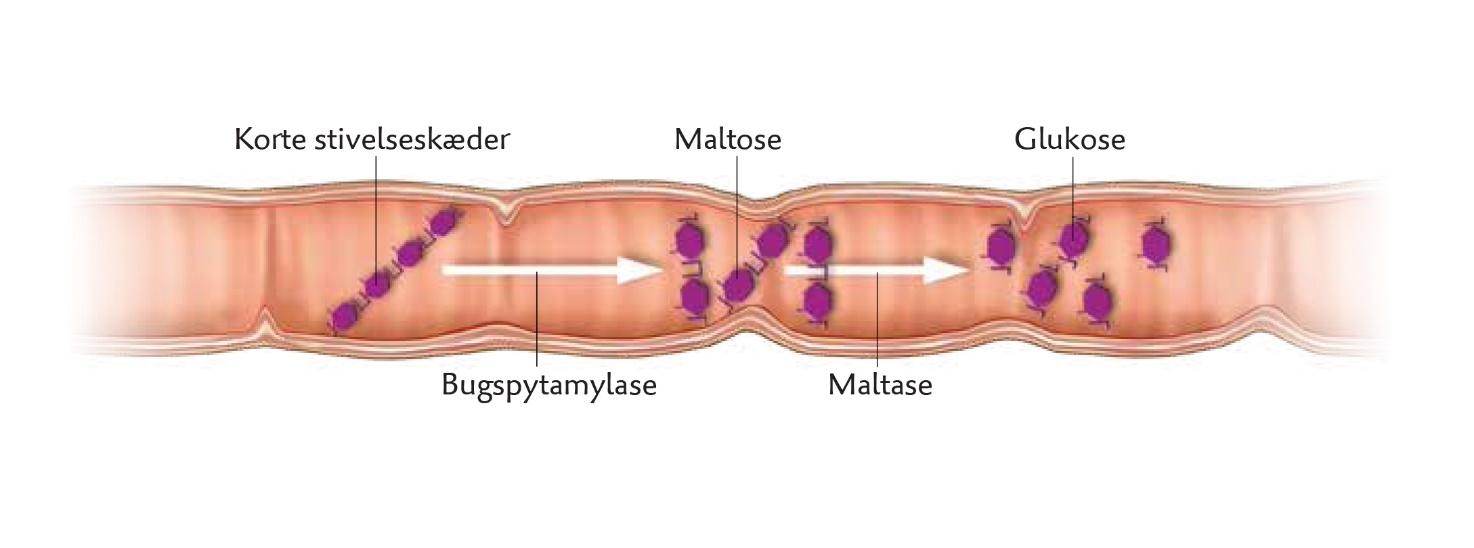 Korte stivelseskæder
Maltose
Glukose
Bugspytamylase
Maltase